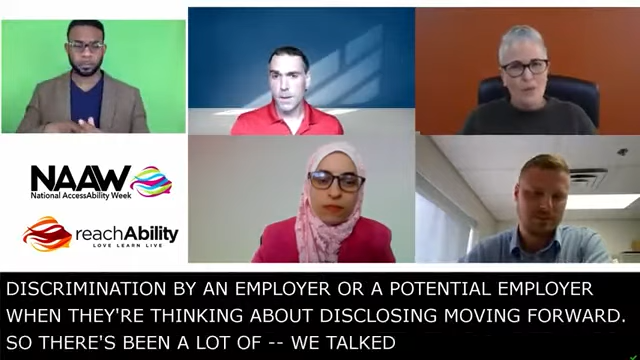 NAAW
National AccessAbility Week
reachAbility
LOVE LEARN LIVE
DISCRIMINATION BY AN EMPLOYER OR A POTENTIAL EMPLOYER
WHEN THEY'RE THINKING ABOUT DISCLOSING MOVING FORWARD.
SO THERE'S BEEN A LOT OF -- WE TALKED